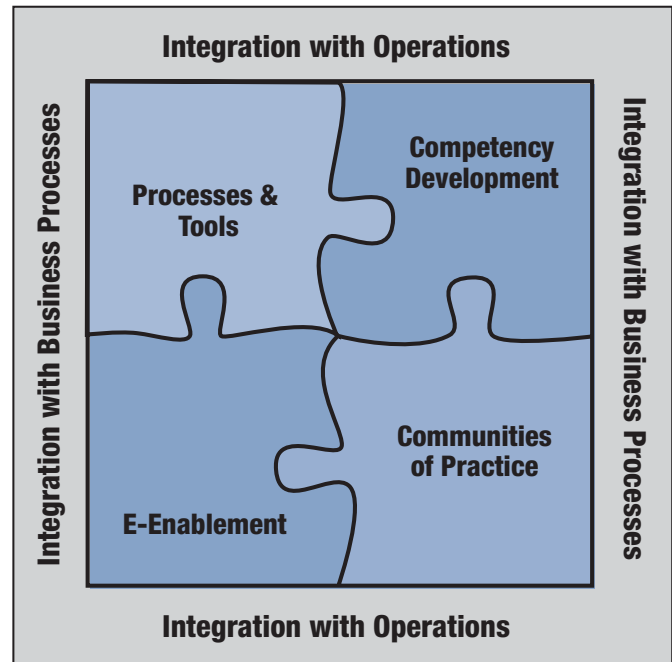 Integration with Operations
Integration with Business Processes
Processes &
Tools
Competency
Development
Integration with Business Processes
E-Enablement
Communities
of Practice
Integration with Operations